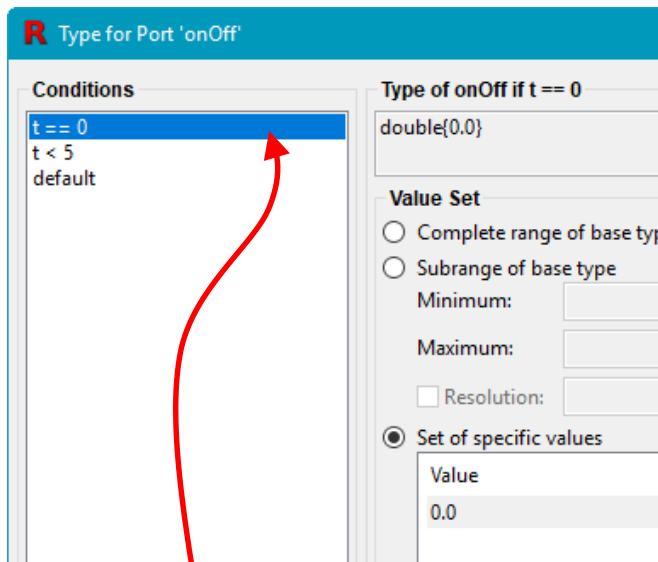 R Type for Port 'onOff'
Conditions
t == 0
t < 5
default
Type of onOff if t == 0
double{0.0}
Value Set
Complete range of base typ
Subrange of base type
Minimum:
Maximum:
Resolution:
Set of specific values
Value
0.0